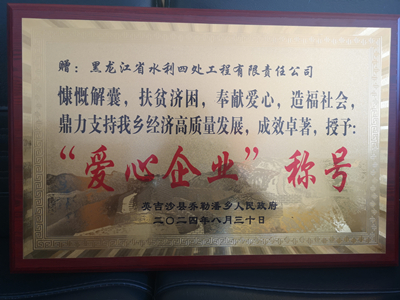 赠：黑龙江省水利四处工程有限责任公司
慷慨解囊，扶贫济困，奉献爱心，造福社会，
鼎力支持我乡经济高质量发展，成效卓著，授予：
“爱心企业”称号
英吉沙县乔勒潘乡人民政府
二〇二四年八月三十日